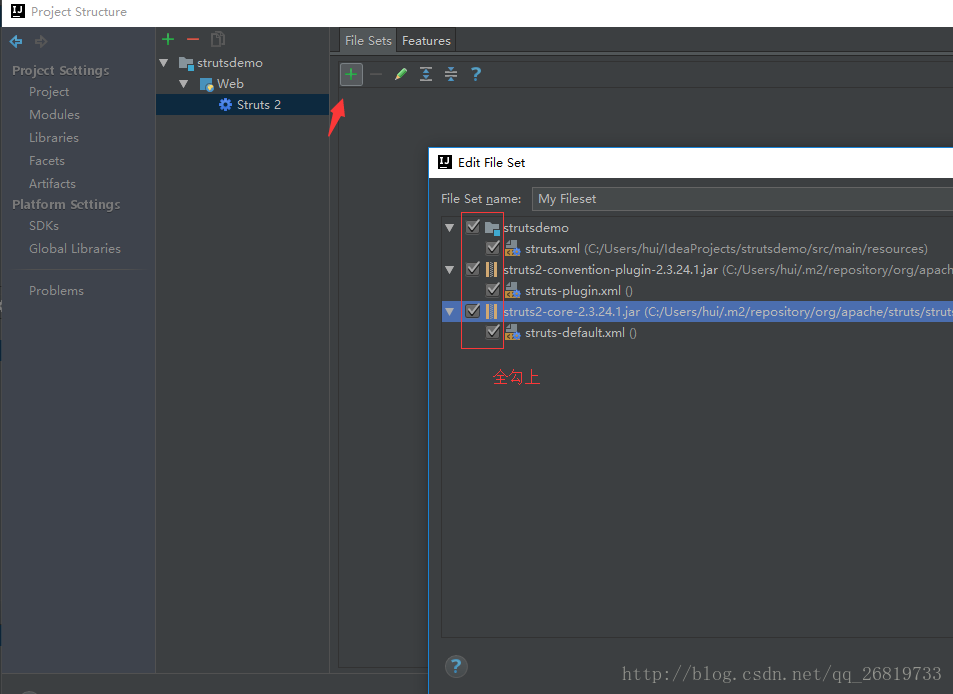 Project Structure
Project Settings
Project
Modules
Libraries
Facets
Artifacts
Platform Settings
SDKs
Global Libraries
Problems
strutsdemo
Web
Struts 2
File Sets Features
Edit File Set
File Set name: My Fileset
strutsdemo
struts.xml (C:/Users/hui/IdeaProjects/strutsdemo/src/main/resources)
struts2-convention-plugin-2.3.24.1.jar (C:/Users/hui/.m2/repository/org/apach
struts-plugin.xml ()
struts2-core-2.3.24.1.jar (C:/Users/hui/.m2/repository/org/apache/struts/struts
struts-default.xml ()
全勾上
http://blog.csdn.net/qq_26819733